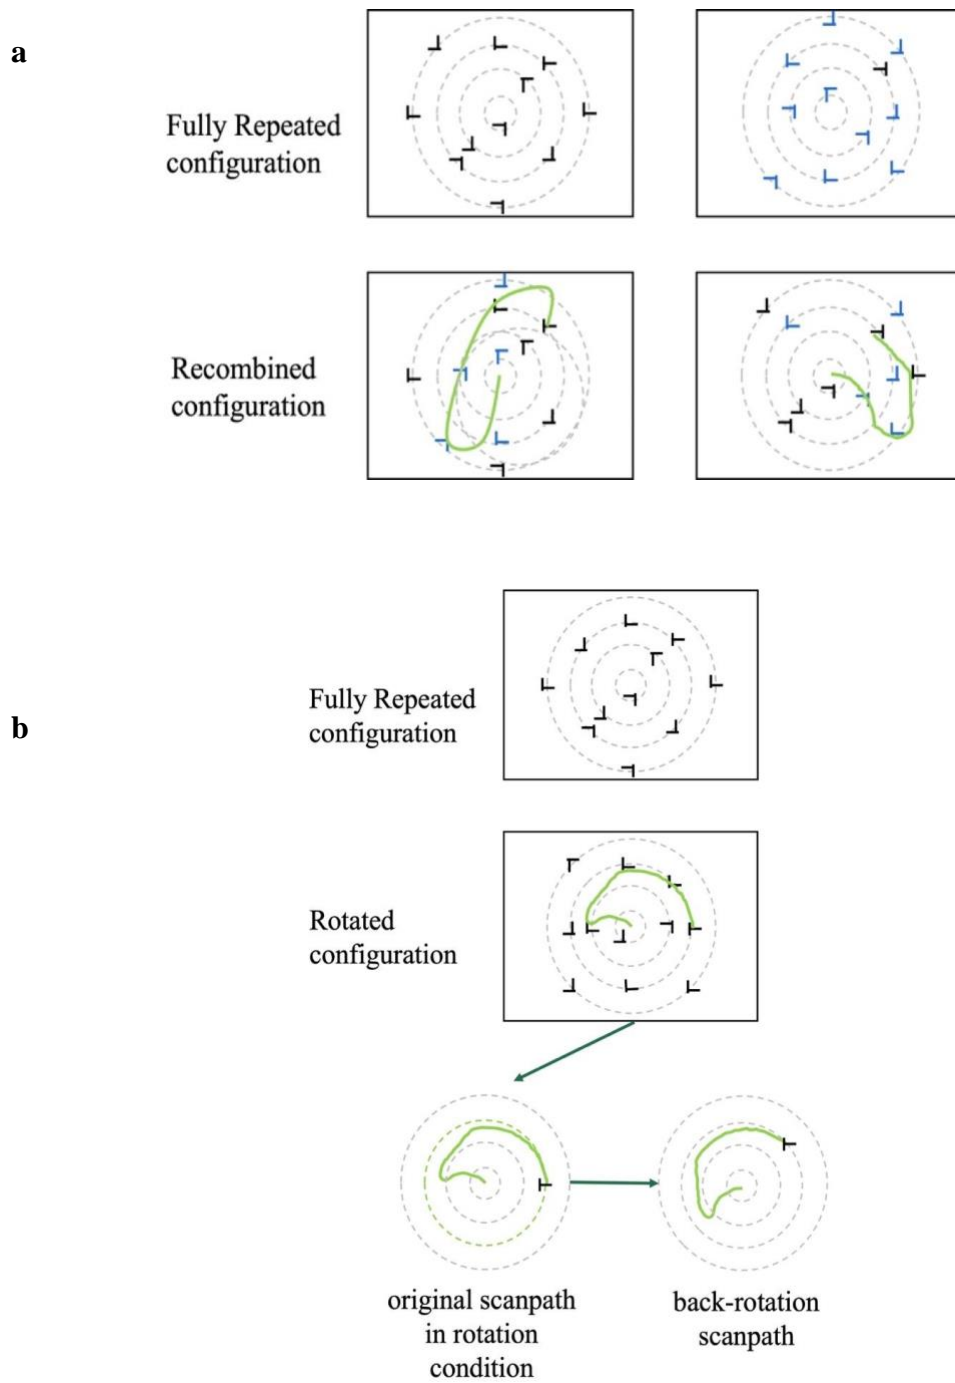 a
Fully Repeated
configuration
Recombined
configuration
b
Fully Repeated
configuration
Rotated
configuration
original scanpath
in rotation
condition
back-rotation
scanpath